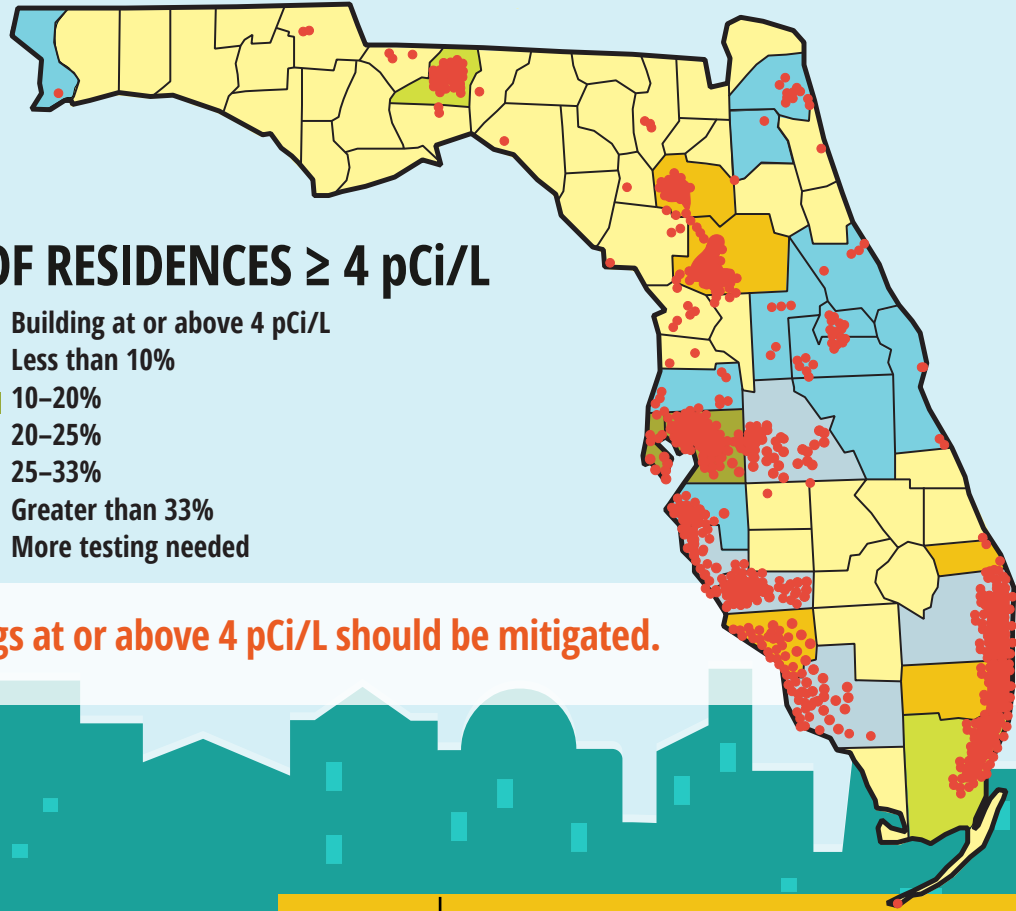 OF RESIDENCES ≥ 4 pCi/L
Building at or above 4 pCi/L
Less than 10%
10–20%
20–25%
25–33%
Greater than 33%
More testing needed
at or above 4 pCi/L should be mitigated.